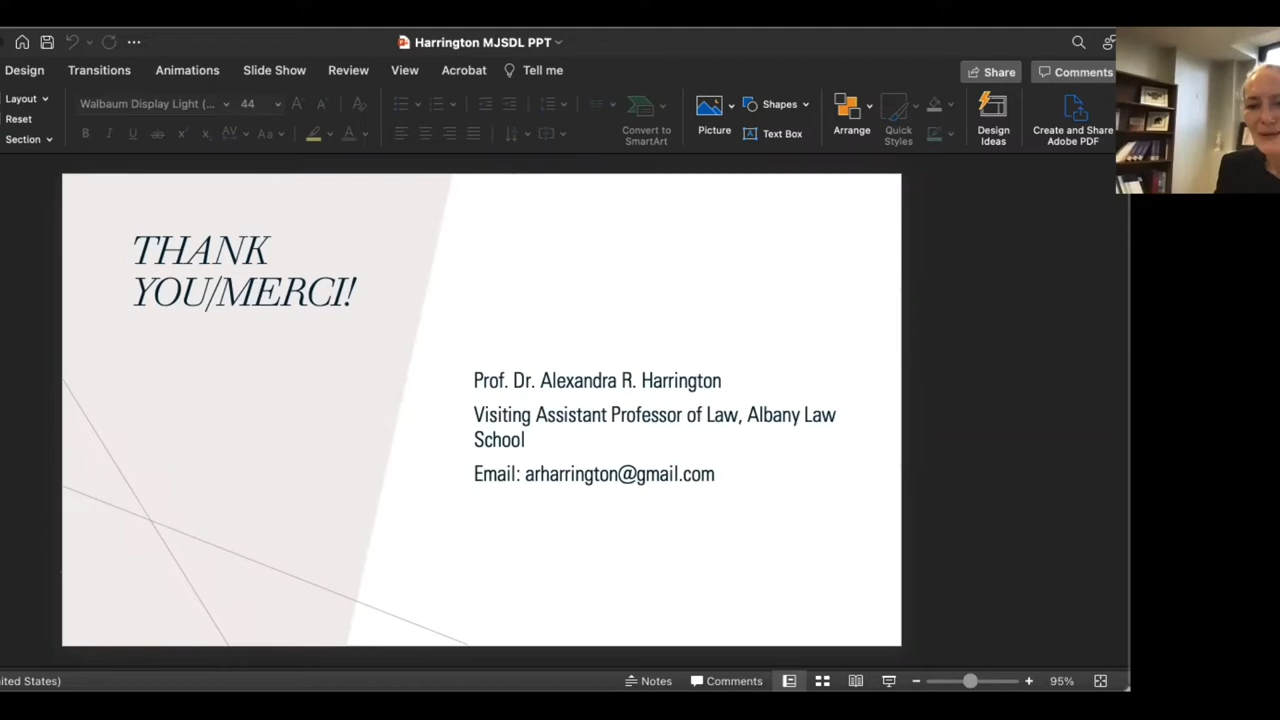 Harrington MJSDL PPT
Design Transitions Animations Slide Show Review View Acrobat Tell me
Share Comments
Layout
Reset
Section
Walbaum Display Light (... 44
Convert to
SmartArt
Picture
Shapes
Text Box
Arrange
Quick
Styles
Design
Ideas
Create and Share
Adobe PDF
THANK
YOU/MERCI!
Prof. Dr. Alexandra R. Harrington
Visiting Assistant Professor of Law, Albany Law
School
Email: arharrington@gmail.com
ited States)
Notes Comments 95%